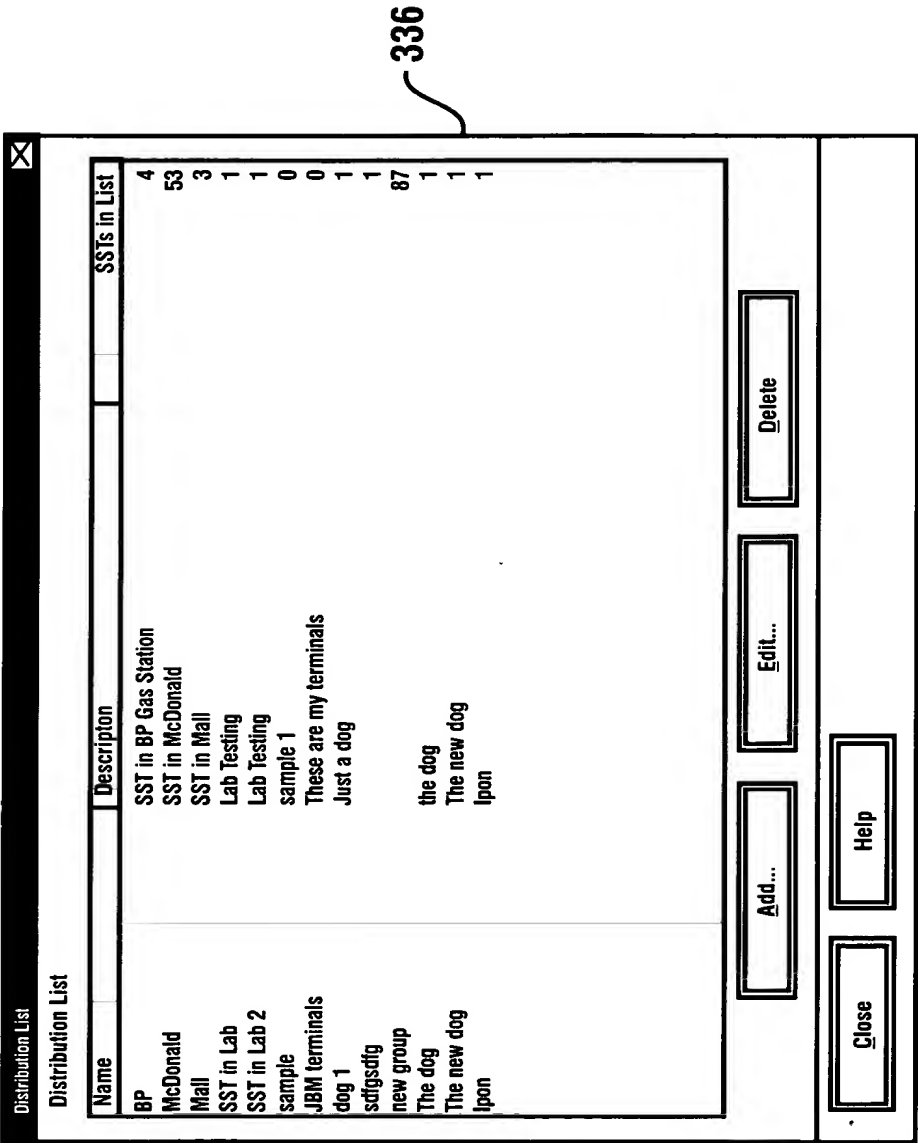 Distribution List
Distribution List
Name Descripton SSTs in List
BP SST in BP Gas Station 4
McDonald SST in McDonald 53
Mall SST in Mall 3
SST in Lab Lab Testing 1
SST in Lab 2 Lab Testing 1
sample sample 1 0
JBM terminals These are my terminals 0
dog 1 Just a dog 1
sdfgsdfg 1
new group 87
The dog the dog 1
The new dog The new dog 1
lpon lpon 1
Add... Edit... Delete
Close Help
336